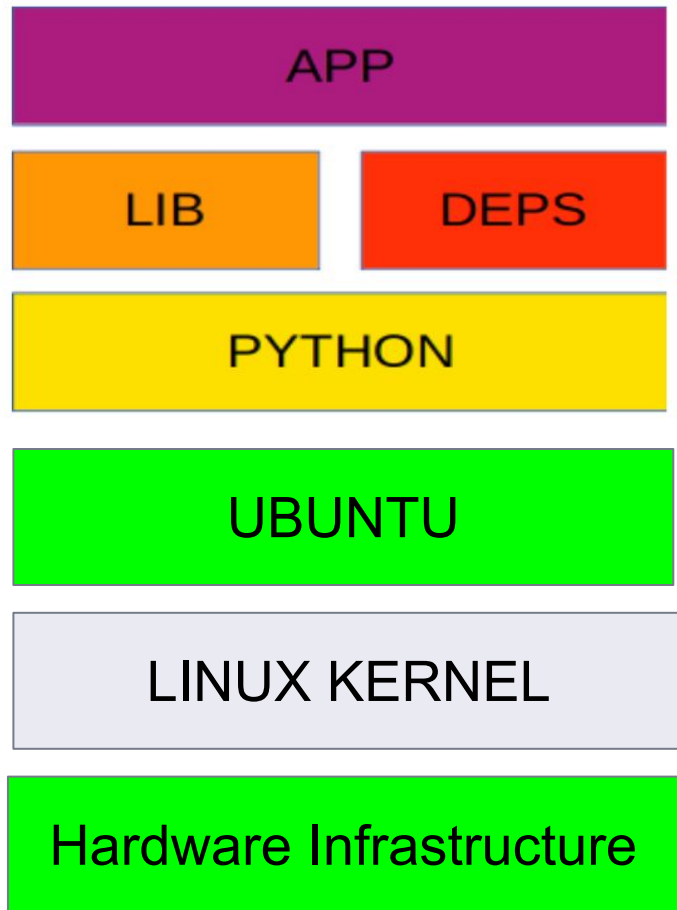 APP
LIB DEPS
PYTHON
UBUNTU
LINUX KERNEL
Hardware Infrastructure